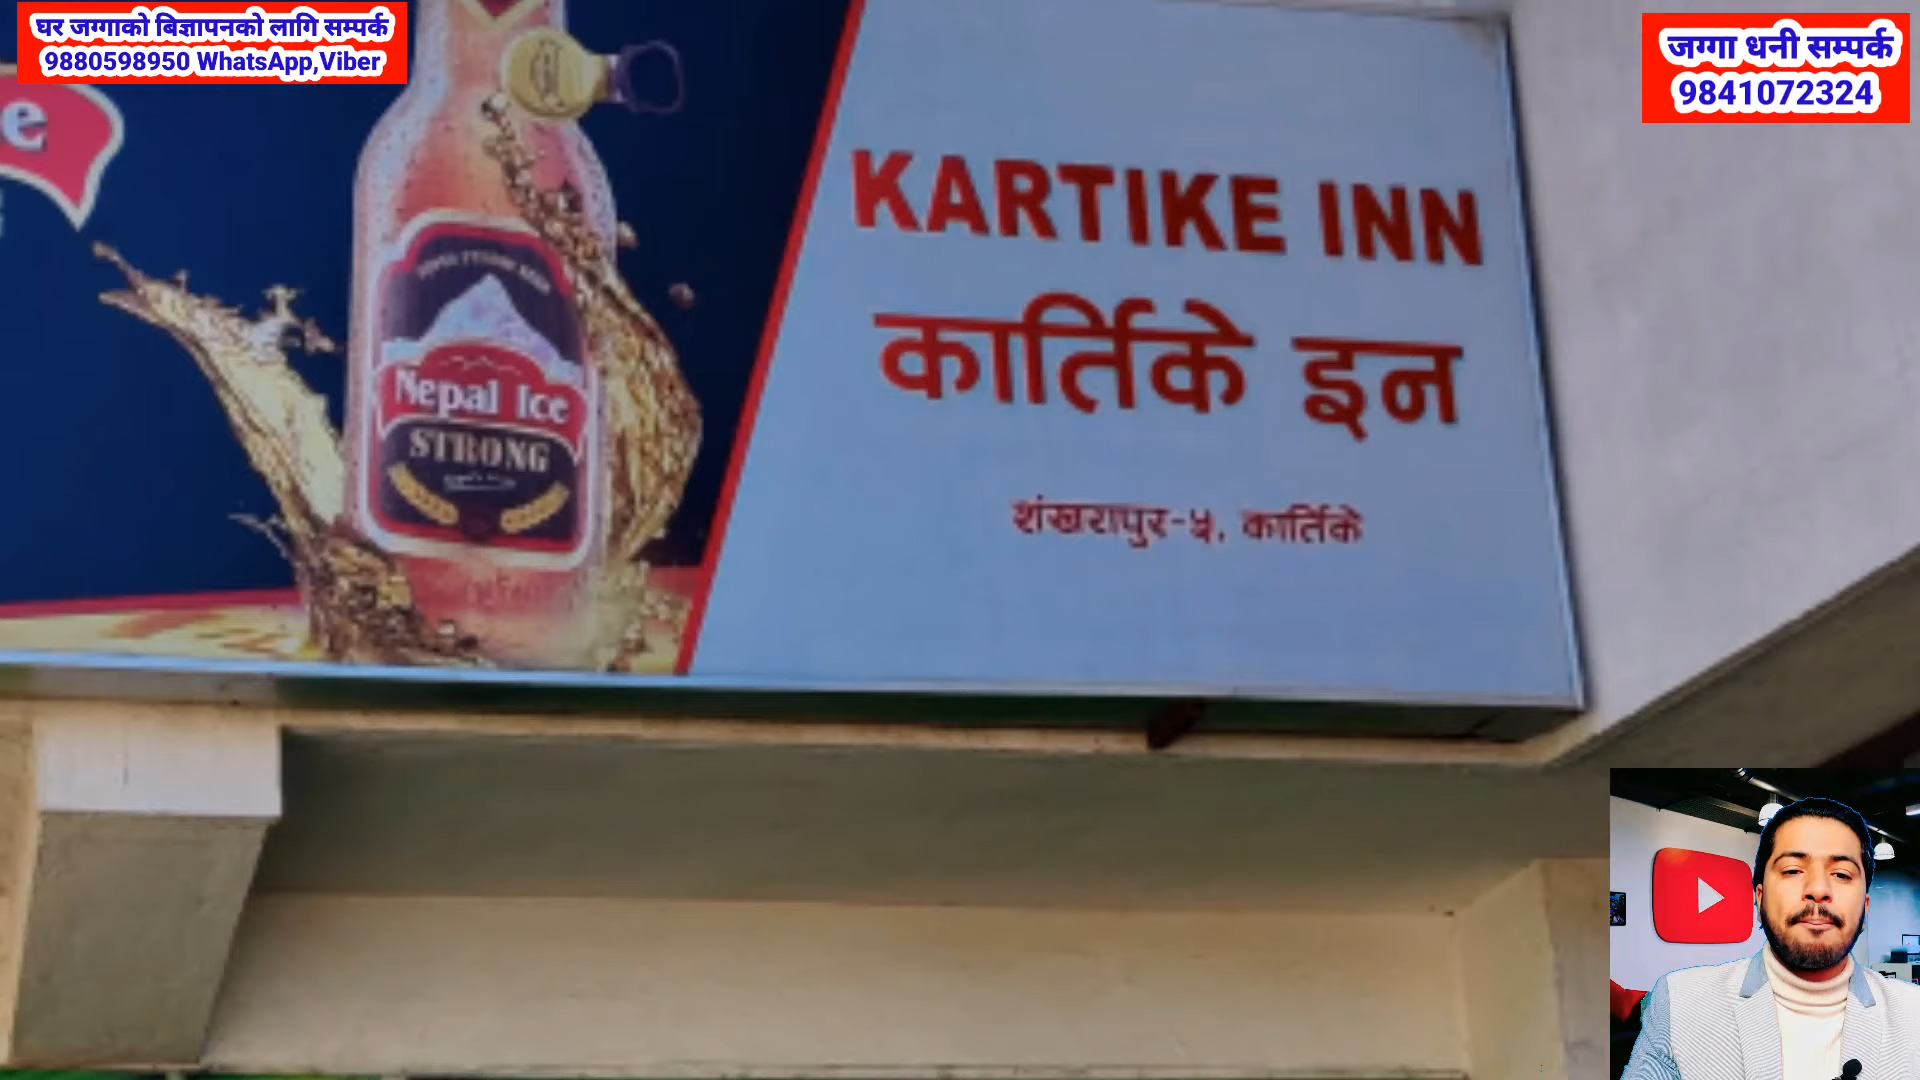 घर जग्गाको बिज्ञापनको लागि सम्पर्क
9880598950 WhatsApp,Viber
जग्गा धनी सम्पर्क
9841072324
e
KARTIKE INN
कार्तिके इन
शंखरापुर-५, कार्तिके
Nepal Ice
STRONG